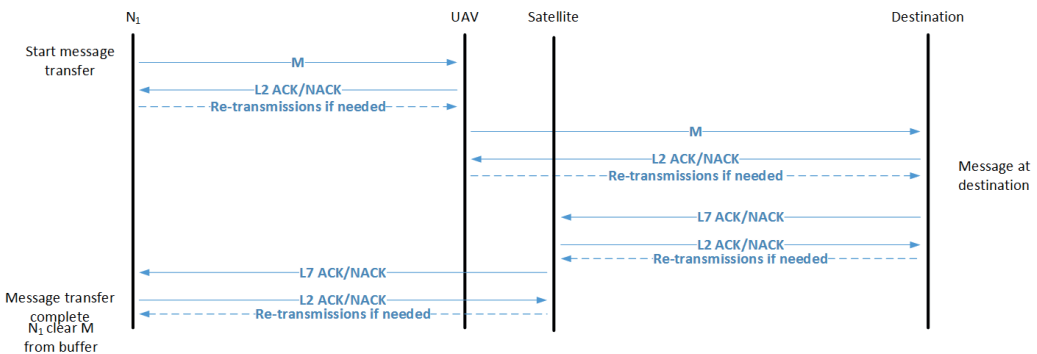 N₁ UAV Satellite Destination
Start message
transfer
M
L2 ACK/NACK
Re-transmissions if needed
M
L2 ACK/NACK
Re-transmissions if needed
Message at
destination
L7 ACK/NACK
L2 ACK/NACK
Re-transmissions if needed
L7 ACK/NACK
L2 ACK/NACK
Re-transmissions if needed
Message transfer
complete
N₁ clear M
from buffer